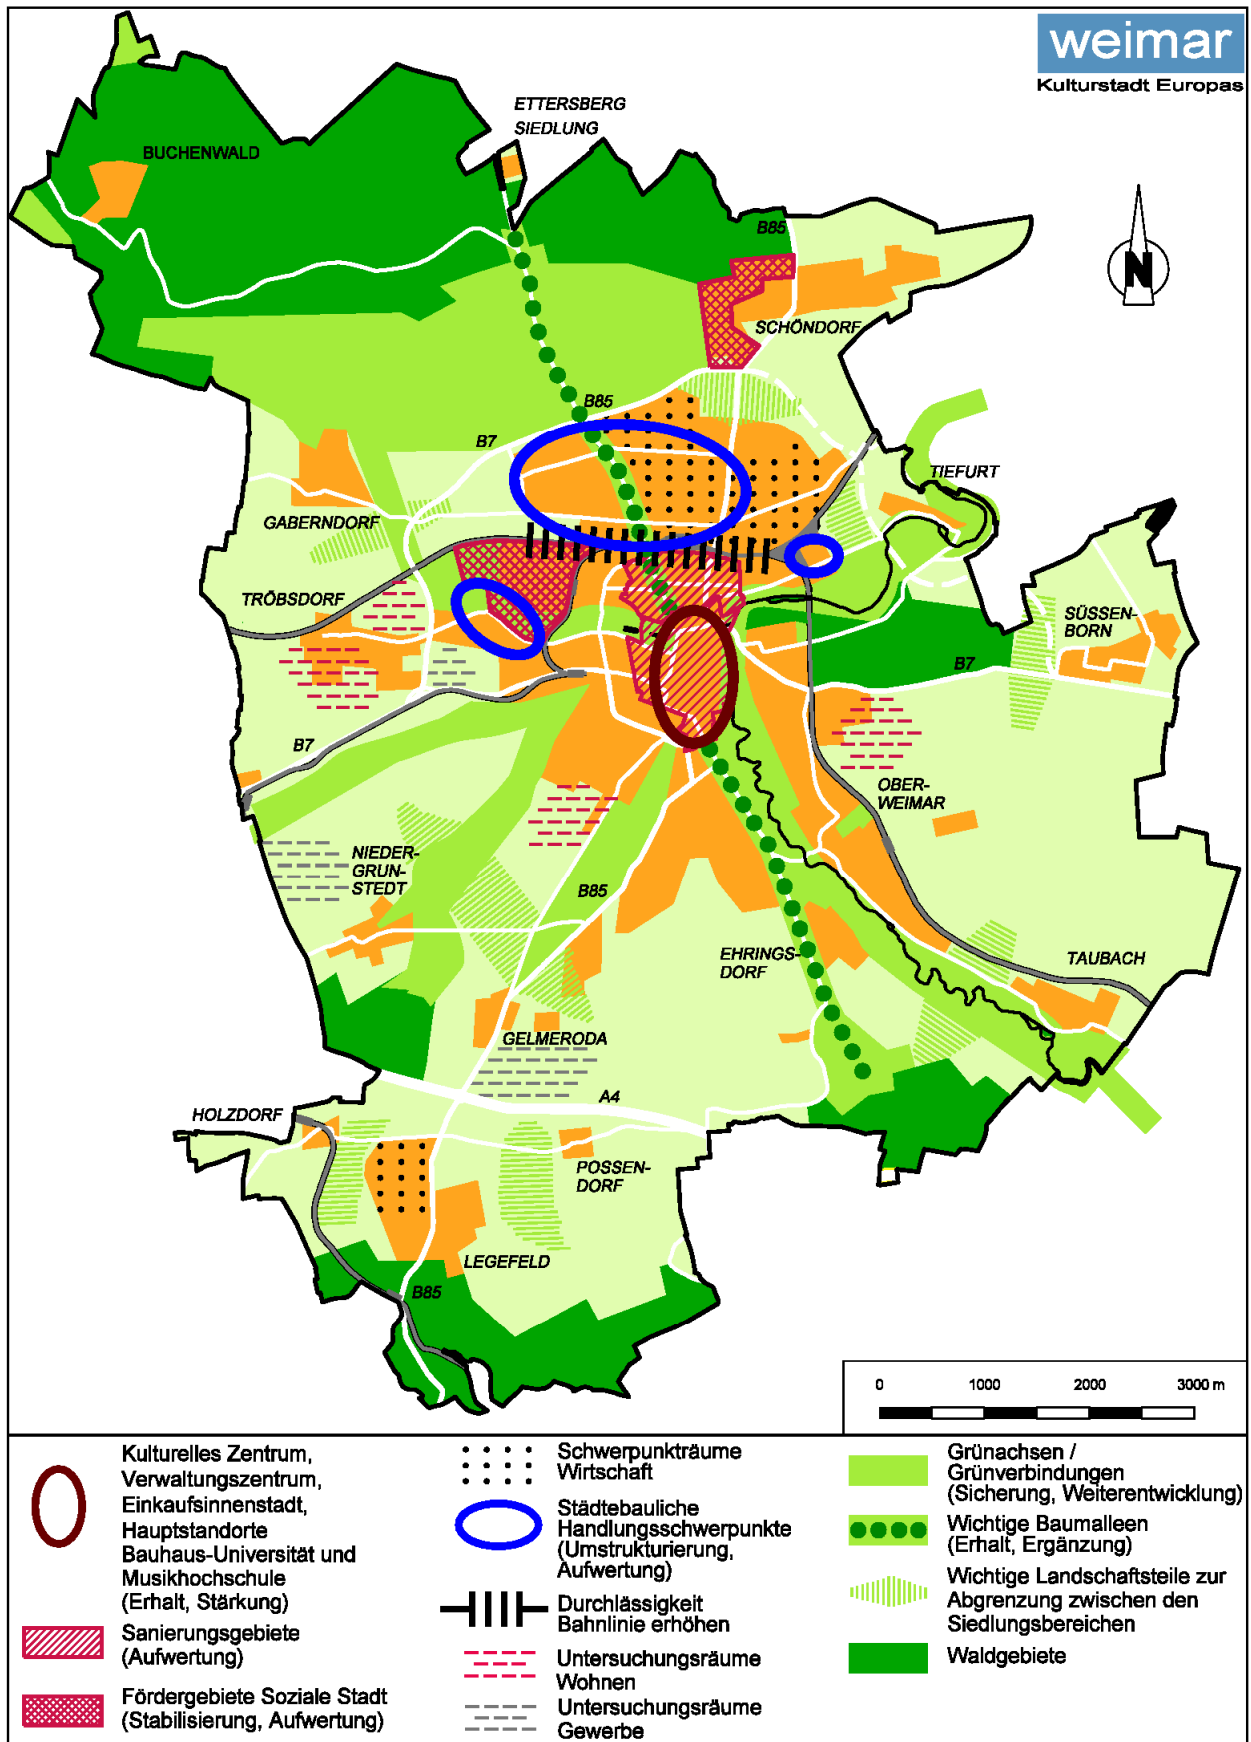 weimar
Kulturstadt Europas
ETTERSBERG
SIEDLUNG
BUCHENWALD
B85
N
SCHÖNDORF
B85
B7
TIEFURT
GABERNDORF
TRÖBSDORF
SÜSSEN-
BORN
B7
B7
OBER-
WEIMAR
NIEDER-
GRUN-
STEDT
B85
EHRINGS-
DORF
TAUBACH
GELMERODA
A4
HOLZDORF
POSSEN-
DORF
LEGEFELD
B85
0 1000 2000 3000 m
Kulturelles Zentrum,
Verwaltungszentrum,
Einkaufsinnenstadt,
Hauptstandorte
Bauhaus-Universität und
Musikhochschule
(Erhalt, Stärkung)
Sanierungsgebiete
(Aufwertung)
Fördergebiete Soziale Stadt
(Stabilisierung, Aufwertung)
Schwerpunkträume
Wirtschaft
Städtebauliche
Handlungsschwerpunkte
(Umstrukturierung,
Aufwertung)
Durchlässigkeit
Bahnlinie erhöhen
Untersuchungsräume
Wohnen
Untersuchungsräume
Gewerbe
Grünachsen /
Grünverbindungen
(Sicherung, Weiterentwicklung)
Wichtige Baumalleen
(Erhalt, Ergänzung)
Wichtige Landschaftsteile zur
Abgrenzung zwischen den
Siedlungsbereichen
Waldgebiete